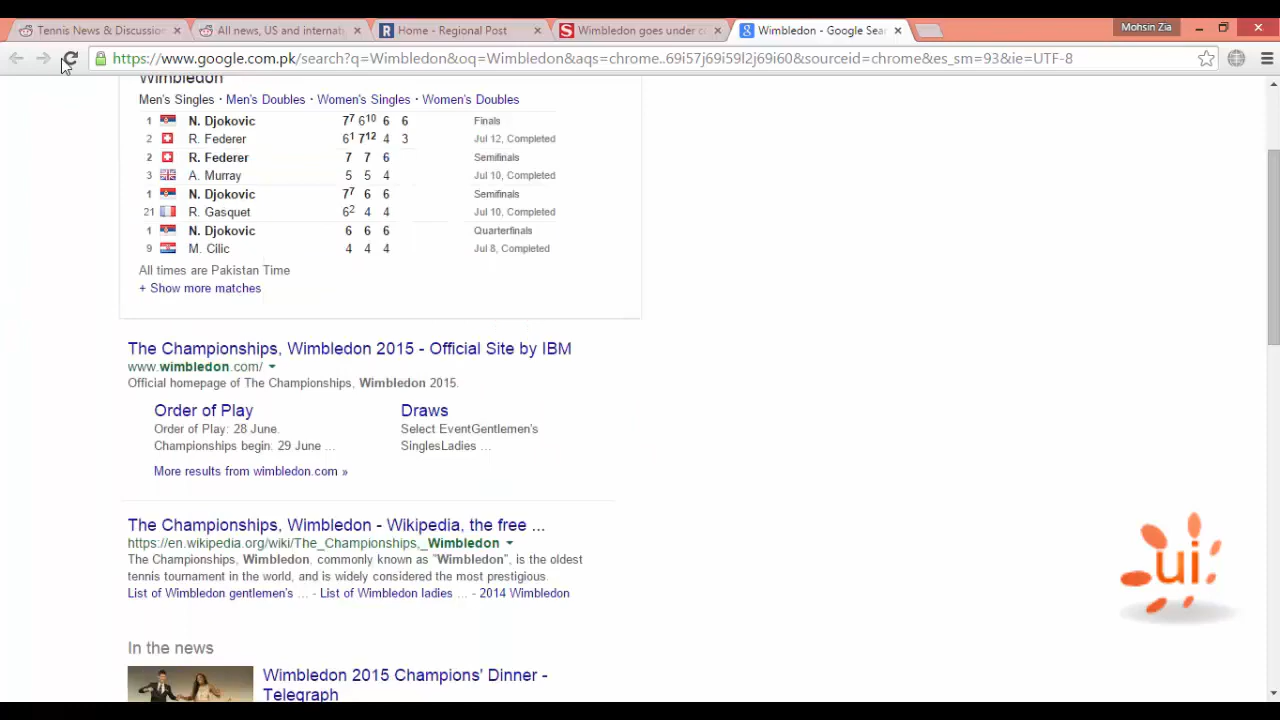 Tennis News & Discussion
All news, US and internat
Home - Regional Post
Wimbledon goes under c
Wimbledon - Google Sear
Mohsin Zia
https://www.google.com.pk/search?q=Wimbledon&oq=Wimbledon&aqs=chrome..69i57j69i59l2j69i60&sourceid=chrome&es_sm=93&ie=UTF-8
Wimbledon
Men's Singles · Men's Doubles · Women's Singles · Women's Doubles
1 N. Djokovic 7⁷ 6¹⁰ 6 6 Finals
2 R. Federer 6¹ 7¹² 4 3 Jul 12, Completed
2 R. Federer 7 7 6 Semifinals
3 A. Murray 5 5 4 Jul 10, Completed
1 N. Djokovic 7⁷ 6 6 Semifinals
21 R. Gasquet 6² 4 4 Jul 10, Completed
1 N. Djokovic 6 6 6 Quarterfinals
9 M. Cilic 4 4 4 Jul 8, Completed
All times are Pakistan Time
+ Show more matches
The Championships, Wimbledon 2015 - Official Site by IBM
www.wimbledon.com/
Official homepage of The Championships, Wimbledon 2015.
Order of Play
Order of Play: 28 June.
Championships begin: 29 June ...
Draws
Select EventGentlemen's
SinglesLadies ...
More results from wimbledon.com »
The Championships, Wimbledon - Wikipedia, the free ...
https://en.wikipedia.org/wiki/The_Championships,_Wimbledon
The Championships, Wimbledon, commonly known as "Wimbledon", is the oldest
tennis tournament in the world, and is widely considered the most prestigious.
List of Wimbledon gentlemen's ... - List of Wimbledon ladies ... - 2014 Wimbledon
ui
In the news
Wimbledon 2015 Champions' Dinner -
Telegraph